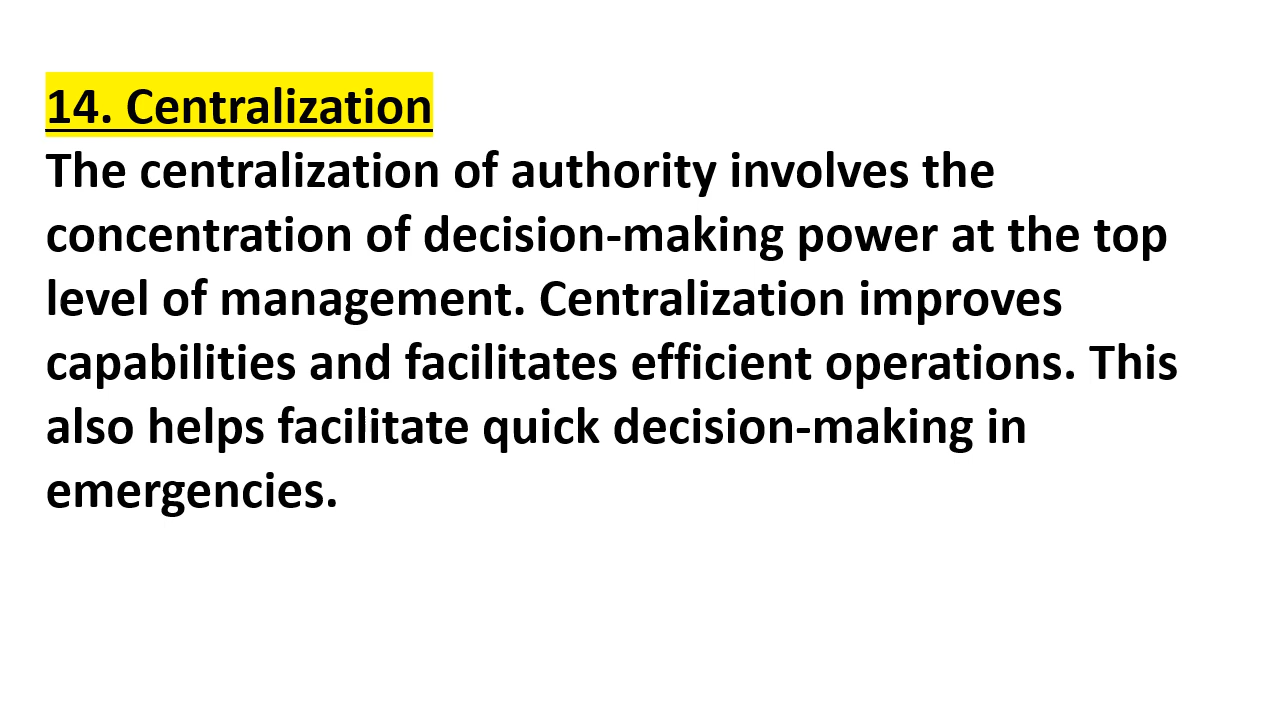 14. Centralization
The centralization of authority involves the
concentration of decision-making power at the top
level of management. Centralization improves
capabilities and facilitates efficient operations. This
also helps facilitate quick decision-making in
emergencies.